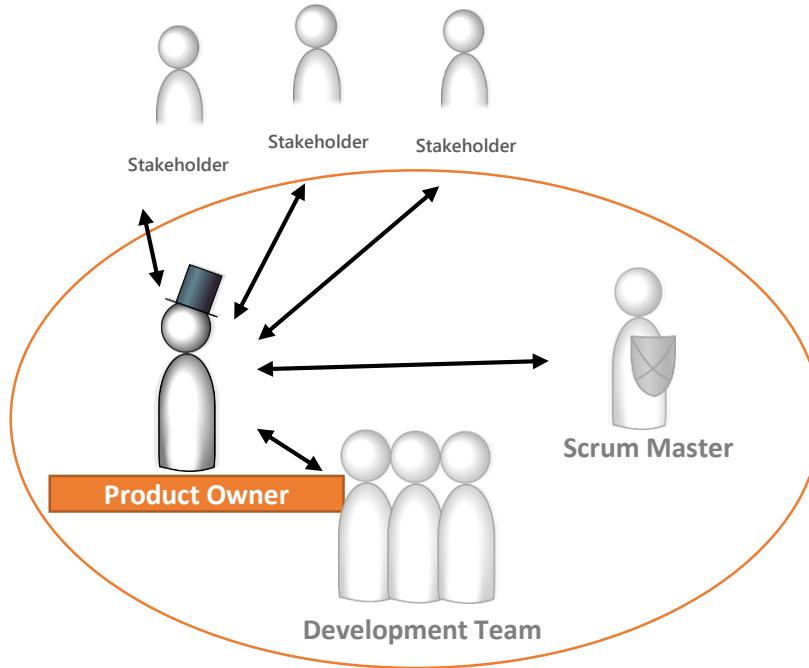 Stakeholder
Stakeholder
Stakeholder
Scrum Master
Product Owner
Development Team